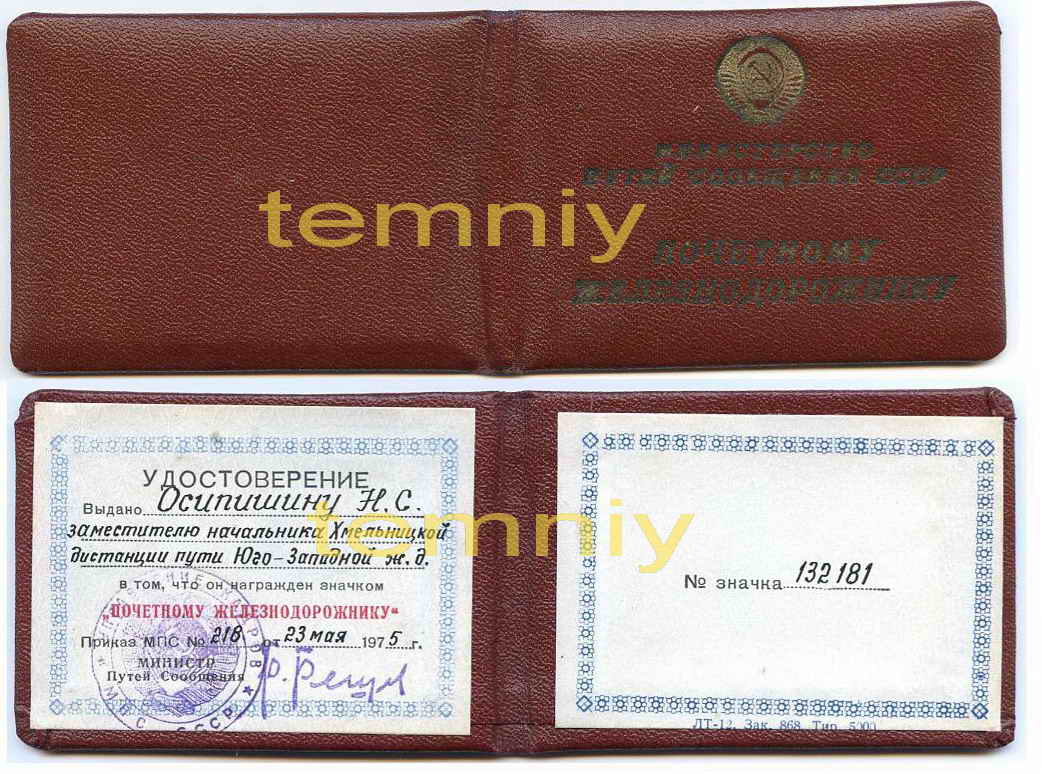 МИНИСТЕРСТВО
ПУТЕЙ СООБЩЕНИЯ СССР
temniy
ПОЧЕТНОМУ
ЖЕЛЕЗНОДОРОЖНИКУ
УДОСТОВЕРЕНИЕ
Выдано Осипишину Н.С.
заместителю начальника Хмельницкой
дистанции пути Юго-Западной ж.д.
в том, что он награжден значком
„ПОЧЕТНОМУ ЖЕЛЕЗНОДОРОЖНИКУ“
Приказ МПС № 218 от 23 мая 1975 г.
МИНИСТР
Путей Сообщения
temniy
№ значка 132181
ЛТ-12. Зак. 868. Тир. 5000